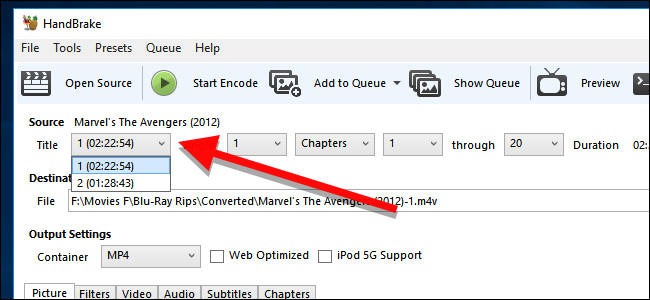 HandBrake
File Tools Presets Queue Help
Open Source Start Encode Add to Queue Show Queue Preview
Source Marvel's The Avengers (2012)
Title 1 (02:22:54) 1 Chapters 1 through 20 Duration 02:
1 (02:22:54)
2 (01:28:43)
Destinat
File F:\Movies F\Blu-Ray Rips\Converted\Marvel's The Avengers (2012)-1.m4v
Output Settings
Container MP4 Web Optimized iPod 5G Support
Picture Filters Video Audio Subtitles Chapters